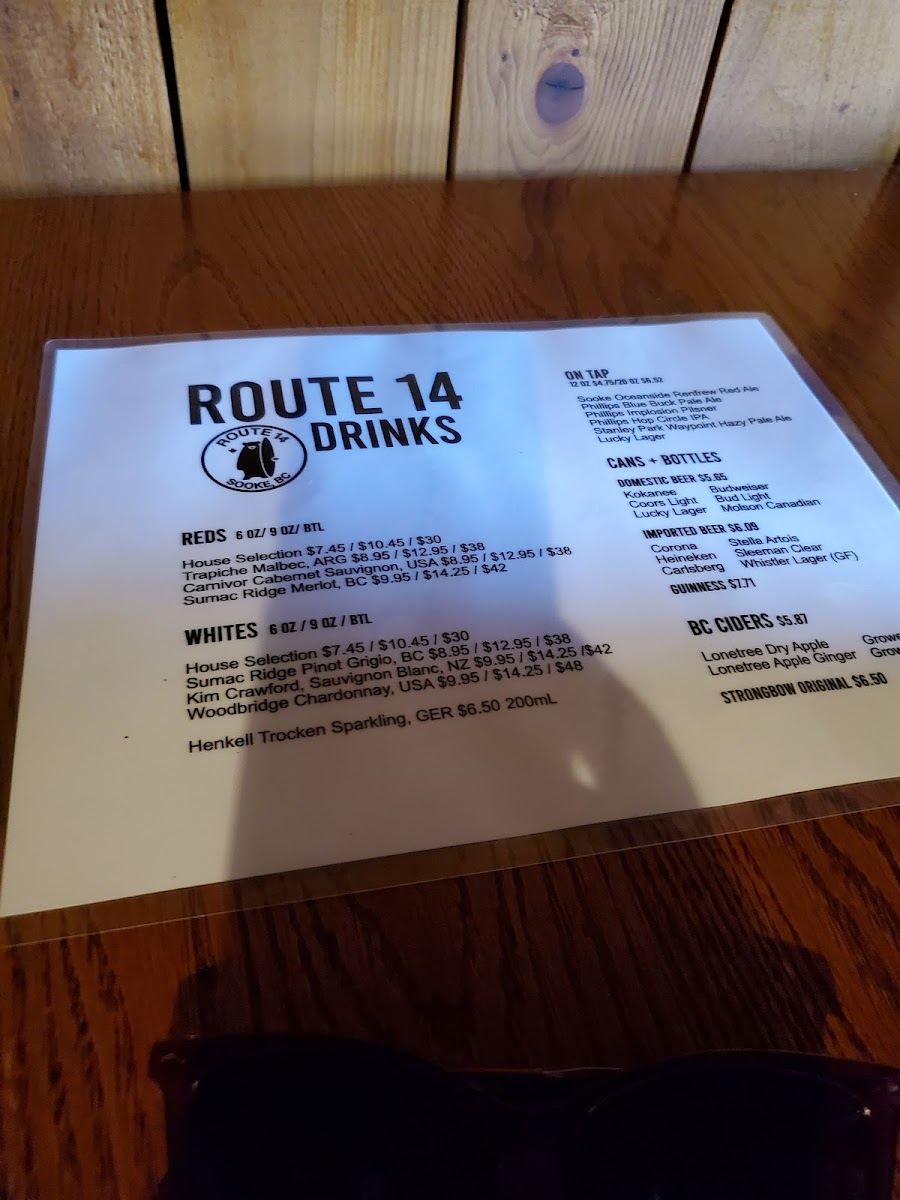 ROUTE 14
DRINKS
ROUTE 14
SOOKE, BC
REDS 6 OZ/ 9 OZ/ BTL
House Selection $7.45 / $10.45 / $30
Trapiche Malbec, ARG $8.95 / $12.95 / $38
Carnivor Cabernet Sauvignon, USA $8.95 / $12.95 / $38
Sumac Ridge Merlot, BC $9.95 / $14.25 / $42
WHITES 6 OZ / 9 OZ / BTL
House Selection $7.45 / $10.45 / $30
Sumac Ridge Pinot Grigio, BC $8.95 / $12.95 / $38
Kim Crawford, Sauvignon Blanc, NZ $9.95 / $14.25 /$42
Woodbridge Chardonnay, USA $9.95 / $14.25 / $48
Henkell Trocken Sparkling, GER $6.50 200mL
ON TAP
12 OZ $4.75/20 OZ $6.52
Sooke Oceanside Renfrew Red Ale
Phillips Blue Buck Pale Ale
Phillips Implosion Pilsner
Phillips Hop Circle IPA
Stanley Park Waypoint Hazy Pale Ale
Lucky Lager
CANS + BOTTLES
DOMESTIC BEER $5.65
Kokanee Budweiser
Coors Light Bud Light
Lucky Lager Molson Canadian
IMPORTED BEER $6.09
Corona Stella Artois
Heineken Sleeman Clear
Carlsberg Whistler Lager (GF)
GUINNESS $7.71
BC CIDERS $5.87
Lonetree Dry Apple
Lonetree Apple Ginger
STRONGBOW ORIGINAL $6.50